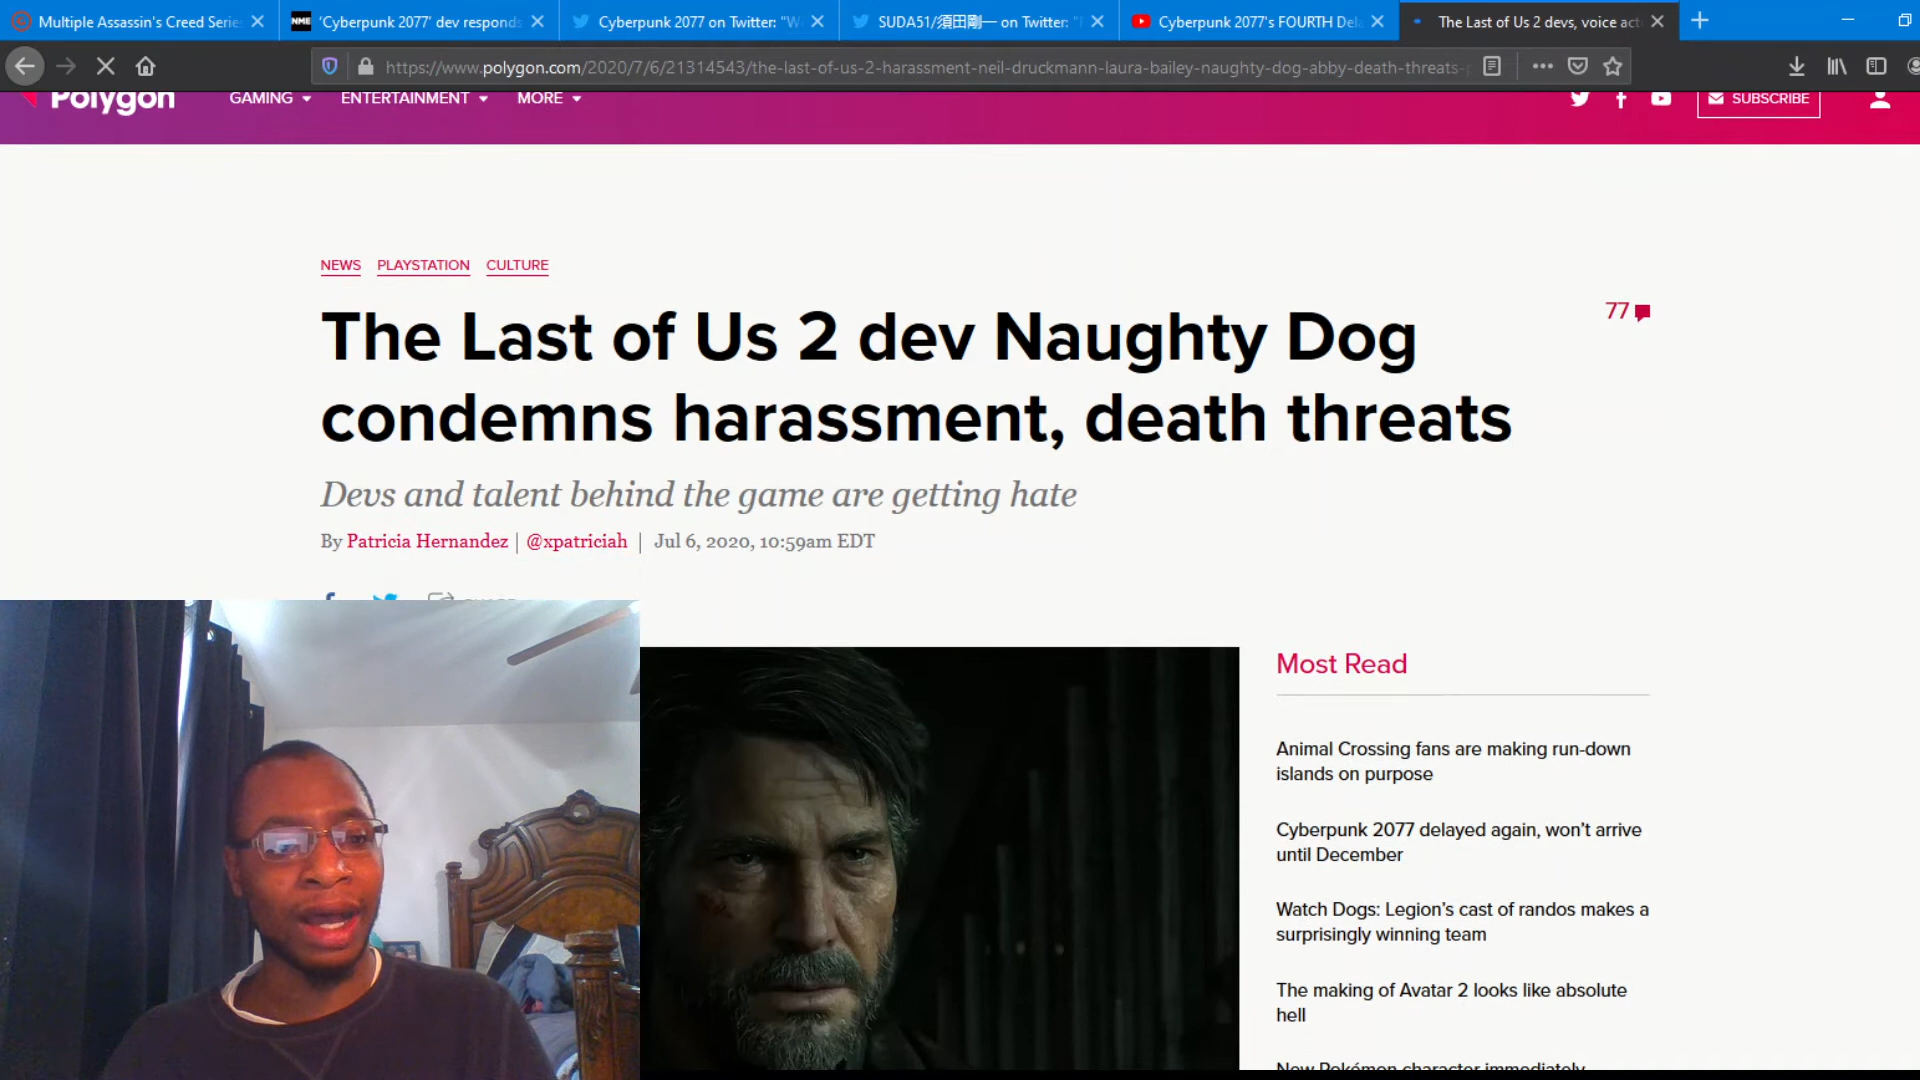 Multiple Assassin's Creed Serie
NME 'Cyberpunk 2077' dev responds
Cyberpunk 2077 on Twitter: "W
SUDA51/須田剛一 on Twitter: "
Cyberpunk 2077's FOURTH Del
The Last of Us 2 devs, voice act
https://www.polygon.com/2020/7/6/21314543/the-last-of-us-2-harassment-neil-druckmann-laura-bailey-naughty-dog-abby-death-threats-
Polygon
GAMING
ENTERTAINMENT
MORE
SUBSCRIBE
NEWS PLAYSTATION CULTURE
The Last of Us 2 dev Naughty Dog
condemns harassment, death threats
77
Devs and talent behind the game are getting hate
By Patricia Hernandez | @xpatriciah | Jul 6, 2020, 10:59am EDT
Most Read
Animal Crossing fans are making run-down
islands on purpose
Cyberpunk 2077 delayed again, won't arrive
until December
Watch Dogs: Legion's cast of randos makes a
surprisingly winning team
The making of Avatar 2 looks like absolute
hell
New Pokémon character immediately